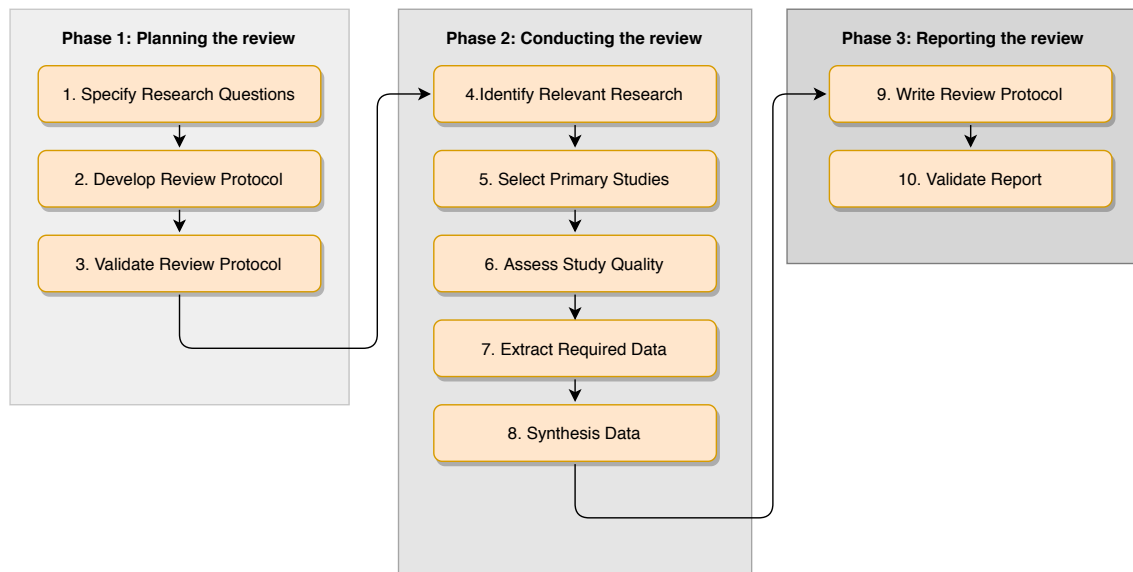 Phase 1: Planning the review
1. Specify Research Questions
2. Develop Review Protocol
3. Validate Review Protocol
Phase 2: Conducting the review
4.Identify Relevant Research
5. Select Primary Studies
6. Assess Study Quality
7. Extract Required Data
8. Synthesis Data
Phase 3: Reporting the review
9. Write Review Protocol
10. Validate Report